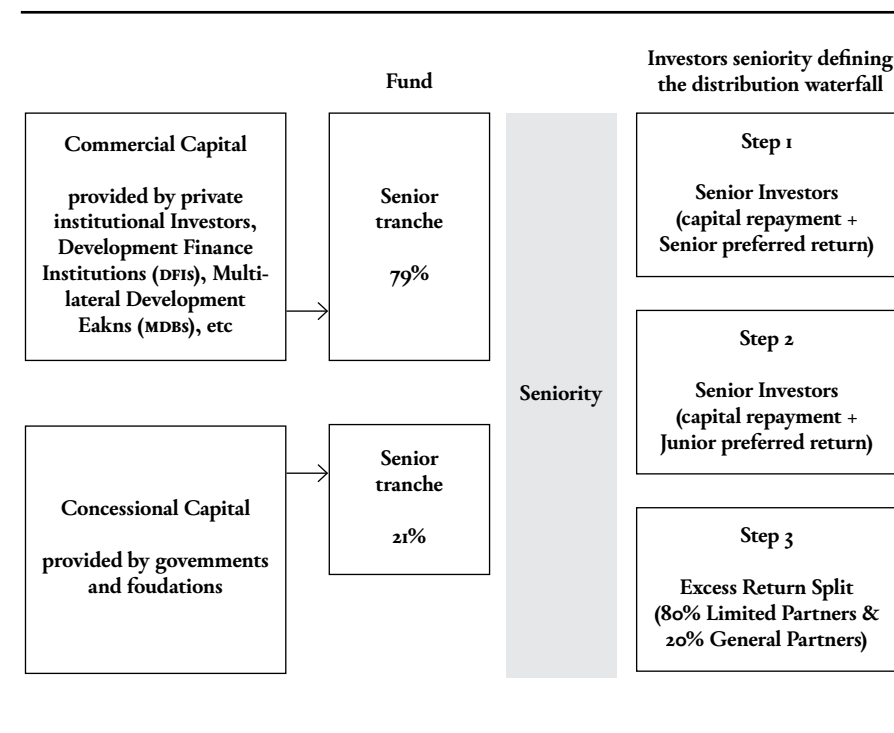 Fund
Investors seniority defining
the distribution waterfall
Commercial Capital
provided by private
institutional Investors,
Development Finance
Institutions (DFIS), Multi-
lateral Development
Eakns (MDBs), etc
Senior
tranche
79%
Concessional Capital
provided by govemments
and foudations
Senior
tranche
21%
Seniority
Step 1
Senior Investors
(capital repayment +
Senior preferred return)
Step 2
Senior Investors
(capital repayment +
Junior preferred return)
Step 3
Excess Return Split
(80% Limited Partners &
20% General Partners)